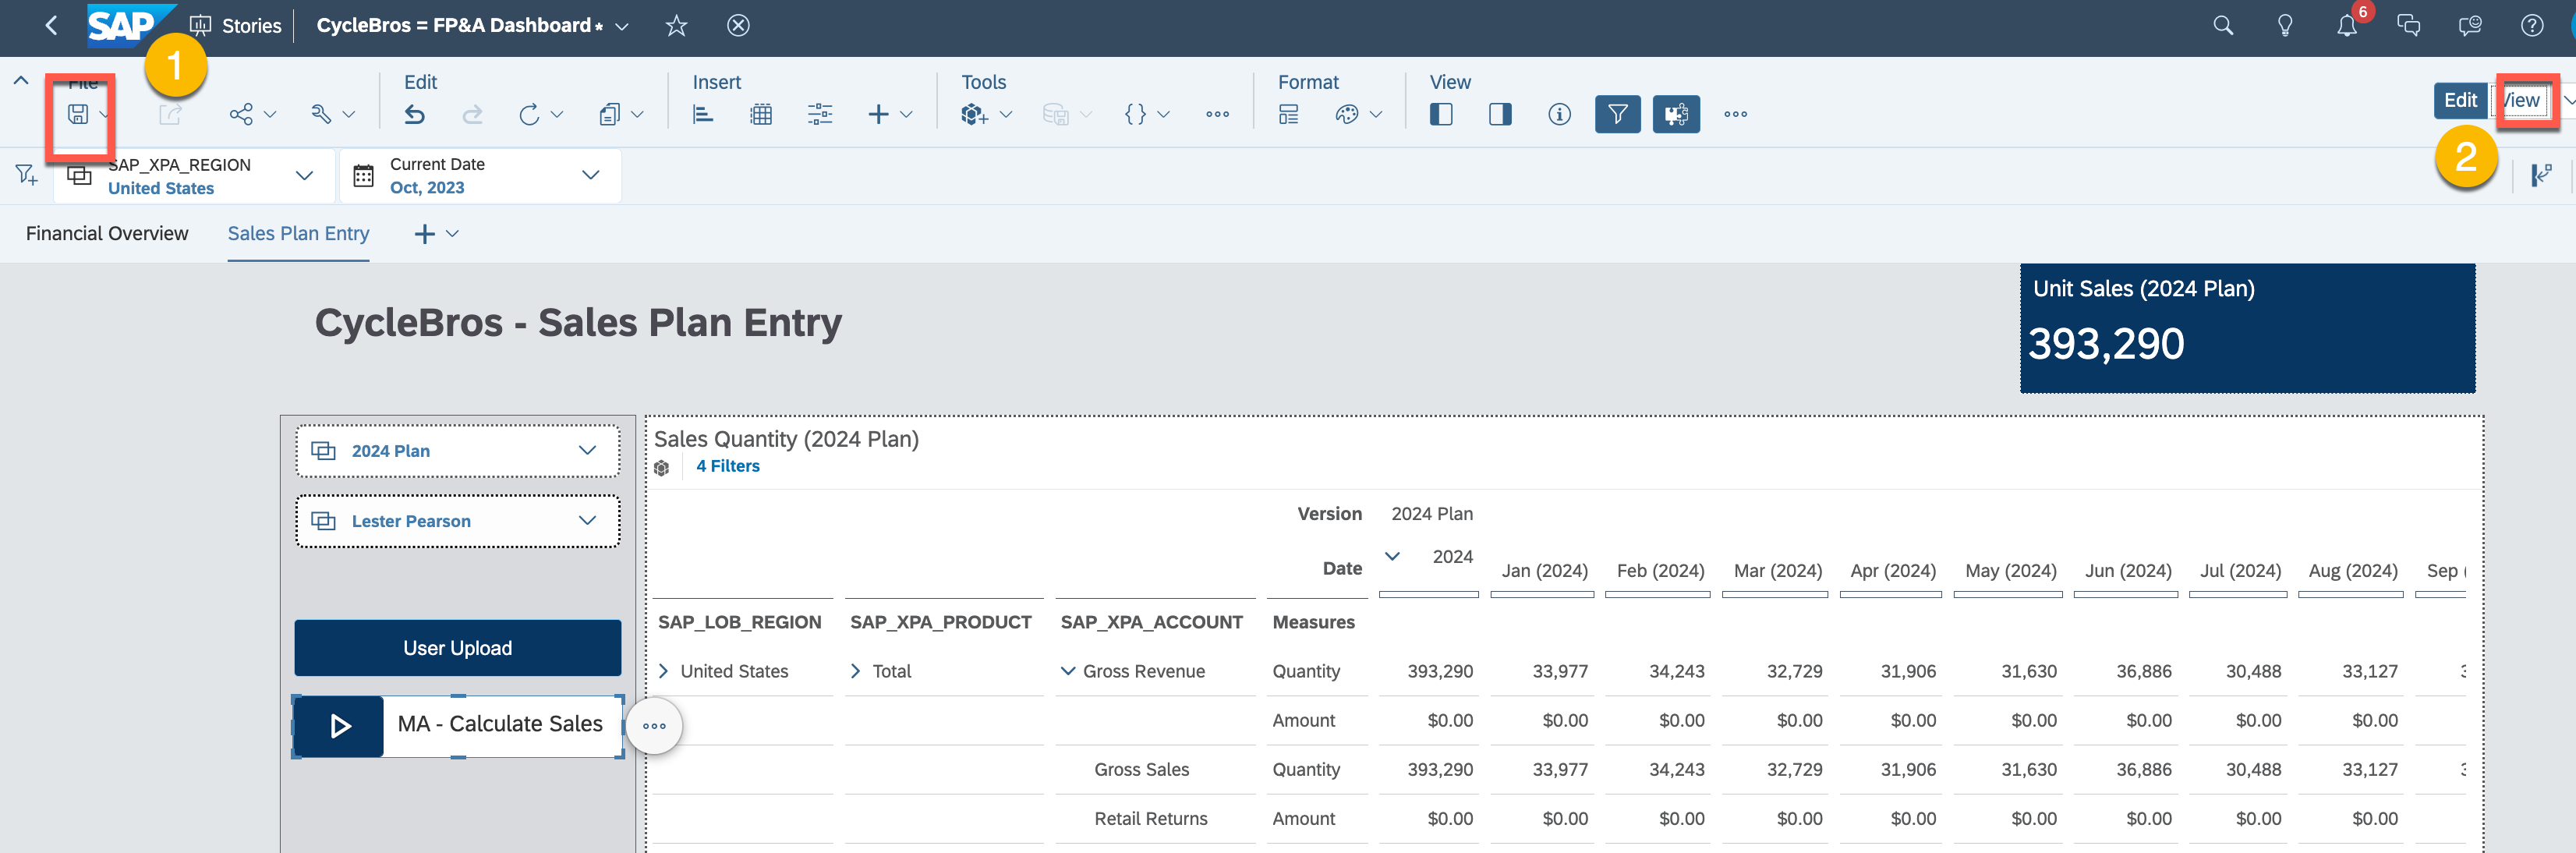 SAP Stories CycleBros = FP&A Dashboard * 6
1
File Edit Insert Tools Format View Edit View
2
SAP_XPA_REGION
United States
Current Date
Oct, 2023
Financial Overview Sales Plan Entry
CycleBros - Sales Plan Entry
Unit Sales (2024 Plan)
393,290
2024 Plan
Lester Pearson
User Upload
MA - Calculate Sales
Sales Quantity (2024 Plan)
4 Filters
Version 2024 Plan
Date 2024 Jan (2024) Feb (2024) Mar (2024) Apr (2024) May (2024) Jun (2024) Jul (2024) Aug (2024) Sep (
SAP_LOB_REGION SAP_XPA_PRODUCT SAP_XPA_ACCOUNT Measures
United States Total Gross Revenue Quantity 393,290 33,977 34,243 32,729 31,906 31,630 36,886 30,488 33,127
Amount $0.00 $0.00 $0.00 $0.00 $0.00 $0.00 $0.00 $0.00 $0.00
Gross Sales Quantity 393,290 33,977 34,243 32,729 31,906 31,630 36,886 30,488 33,127
Retail Returns Amount $0.00 $0.00 $0.00 $0.00 $0.00 $0.00 $0.00 $0.00 $0.00